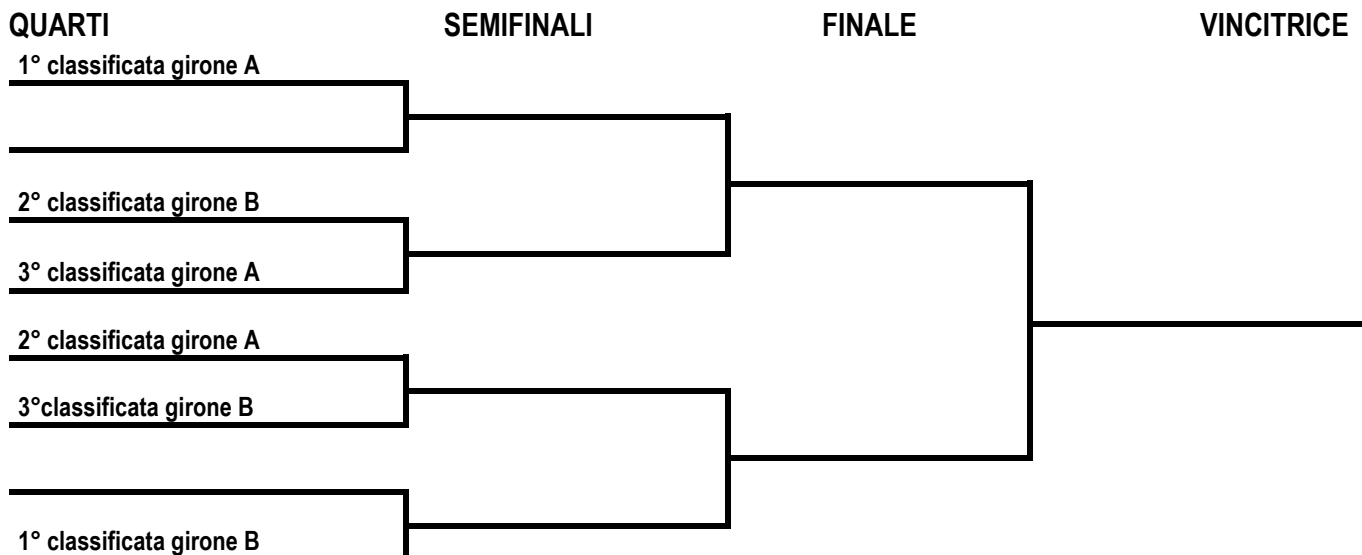 QUARTI SEMIFINALI FINALE VINCITRICE
1° classificata girone A
2° classificata girone B
3° classificata girone A
2° classificata girone A
3°classificata girone B
1° classificata girone B